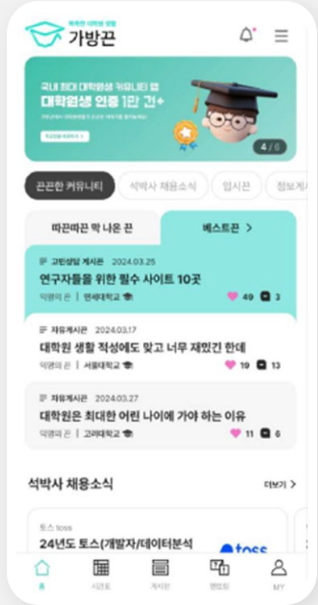 똑똑한 대학원 생활
가방끈
국내 최대 대학원생 커뮤니티 앱
대학원생 인증 1만 건+
4 / 6
끈끈한 커뮤니티
석박사 채용소식
입시끈
정보게시
따끈따끈 막 나온 끈
베스트끈 >
고민상담 게시끈 2024.03.25
연구자들을 위한 필수 사이트 10곳
익명의 끈 | 연세대학교
49 3
자유게시끈 2024.03.17
대학원 생활 적성에도 맞고 너무 재밌긴 한데
익명의 끈 | 서울대학교
19 13
자유게시끈 2024.03.27
대학원은 최대한 어린 나이에 가야 하는 이유
익명의 끈 | 고려대학교
11 6
석박사 채용소식
더보기 >
토스 toss
24년도 토스(개발자/데이터분석
toss
홈
시간표
게시끈
멘토링
MY